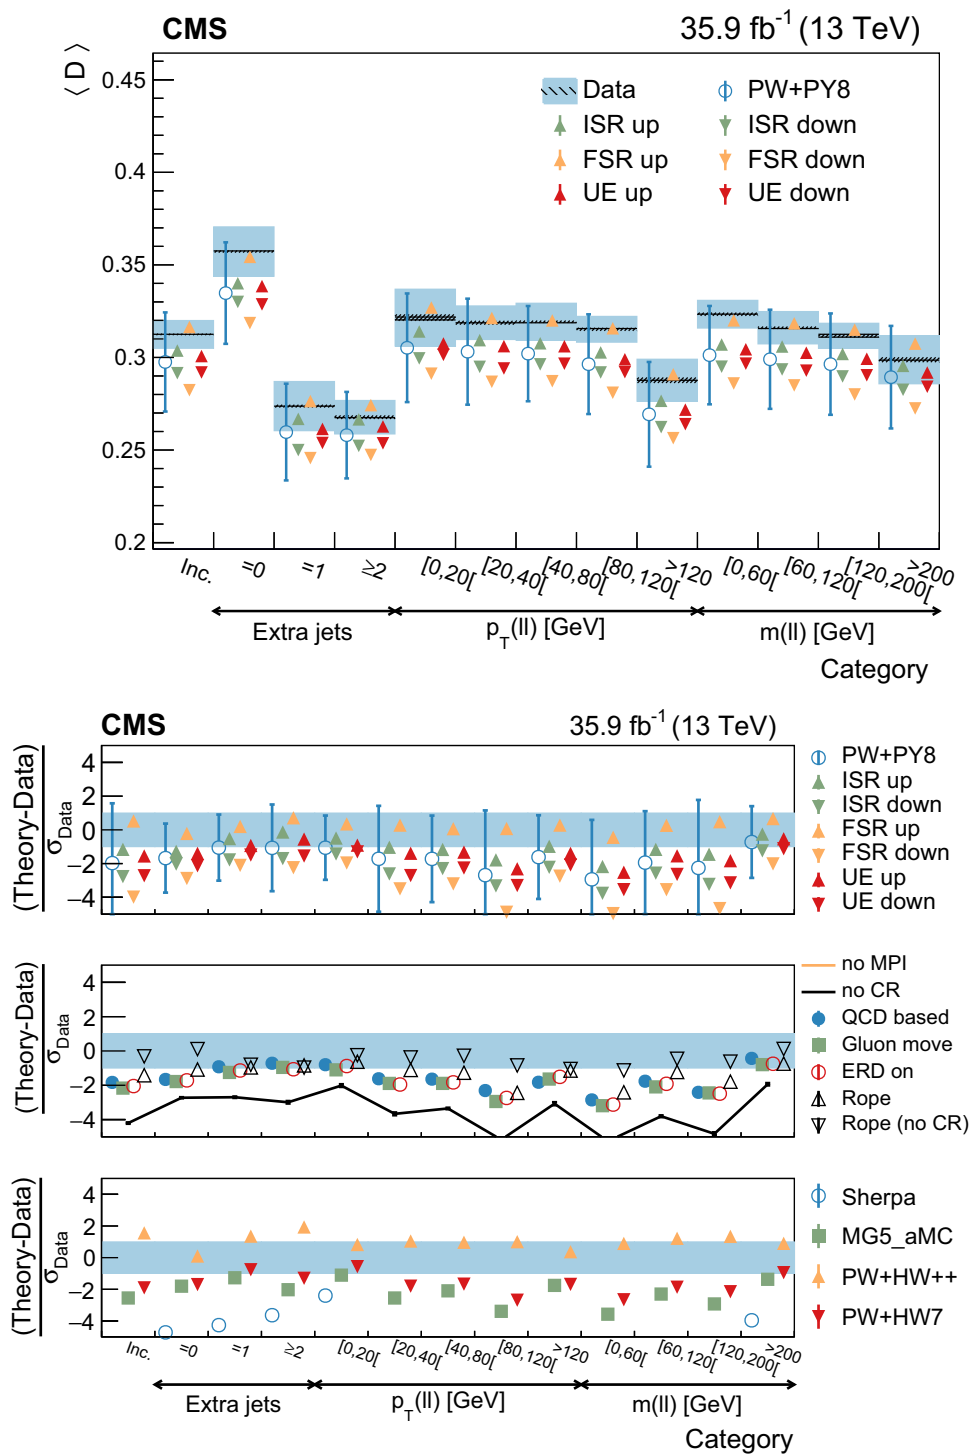 CMS 35.9 fb⁻¹ (13 TeV)
⟨ D ⟩
0.45
0.4
0.35
0.3
0.25
0.2
Data PW+PY8
ISR up ISR down
FSR up FSR down
UE up UE down
Inc. =0 =1 ≥2 [0,20[ [20,40[ [40,80[ [80,120[ >120 [0,60[ [60,120[ [120,200[ >200
Extra jets p_T(ll) [GeV] m(ll) [GeV]
Category
CMS 35.9 fb⁻¹ (13 TeV)
(Theory-Data)
σ_Data
4
2
0
−2
−4
PW+PY8
ISR up
ISR down
FSR up
FSR down
UE up
UE down
(Theory-Data)
σ_Data
4
2
0
−2
−4
no MPI
no CR
QCD based
Gluon move
ERD on
Rope
Rope (no CR)
(Theory-Data)
σ_Data
4
2
0
−2
−4
Sherpa
MG5_aMC
PW+HW++
PW+HW7
Inc. =0 =1 ≥2 [0,20[ [20,40[ [40,80[ [80,120[ >120 [0,60[ [60,120[ [120,200[ >200
Extra jets p_T(ll) [GeV] m(ll) [GeV]
Category